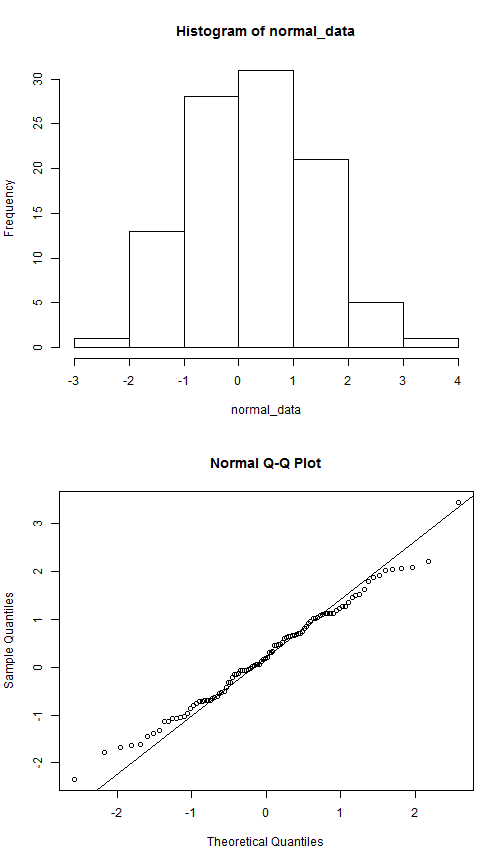 Histogram of normal_data
Frequency
30
25
20
15
10
5
0
-3 -2 -1 0 1 2 3 4
normal_data
Normal Q-Q Plot
Sample Quantiles
3
2
1
0
-1
-2
-2 -1 0 1 2
Theoretical Quantiles